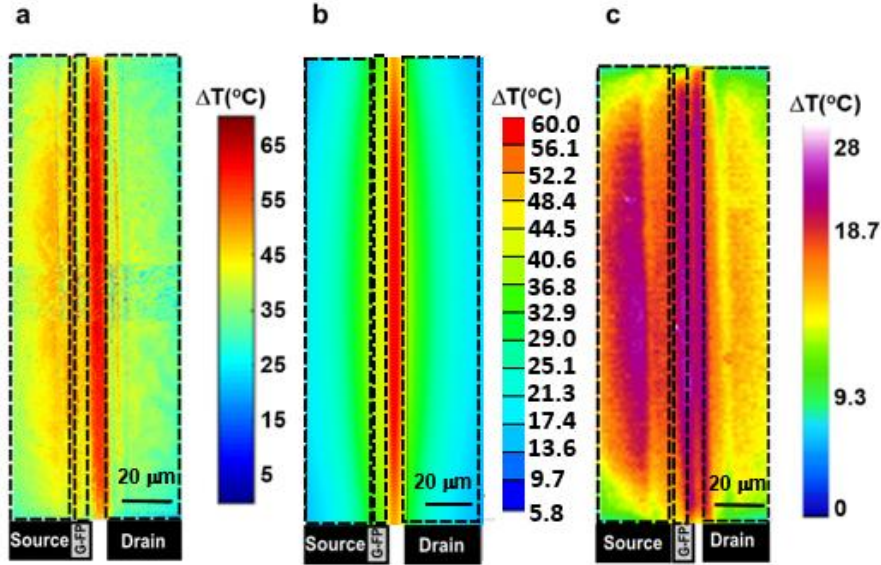 a
ΔT(°C)
65
55
45
35
25
15
5
20 μm
Source
G-FP
Drain
b
ΔT(°C)
60.0
56.1
52.2
48.4
44.5
40.6
36.8
32.9
29.0
25.1
21.3
17.4
13.6
9.7
5.8
20 μm
Source
G-FP
Drain
c
ΔT(°C)
28
18.7
9.3
0
20 μm
Source
G-FP
Drain